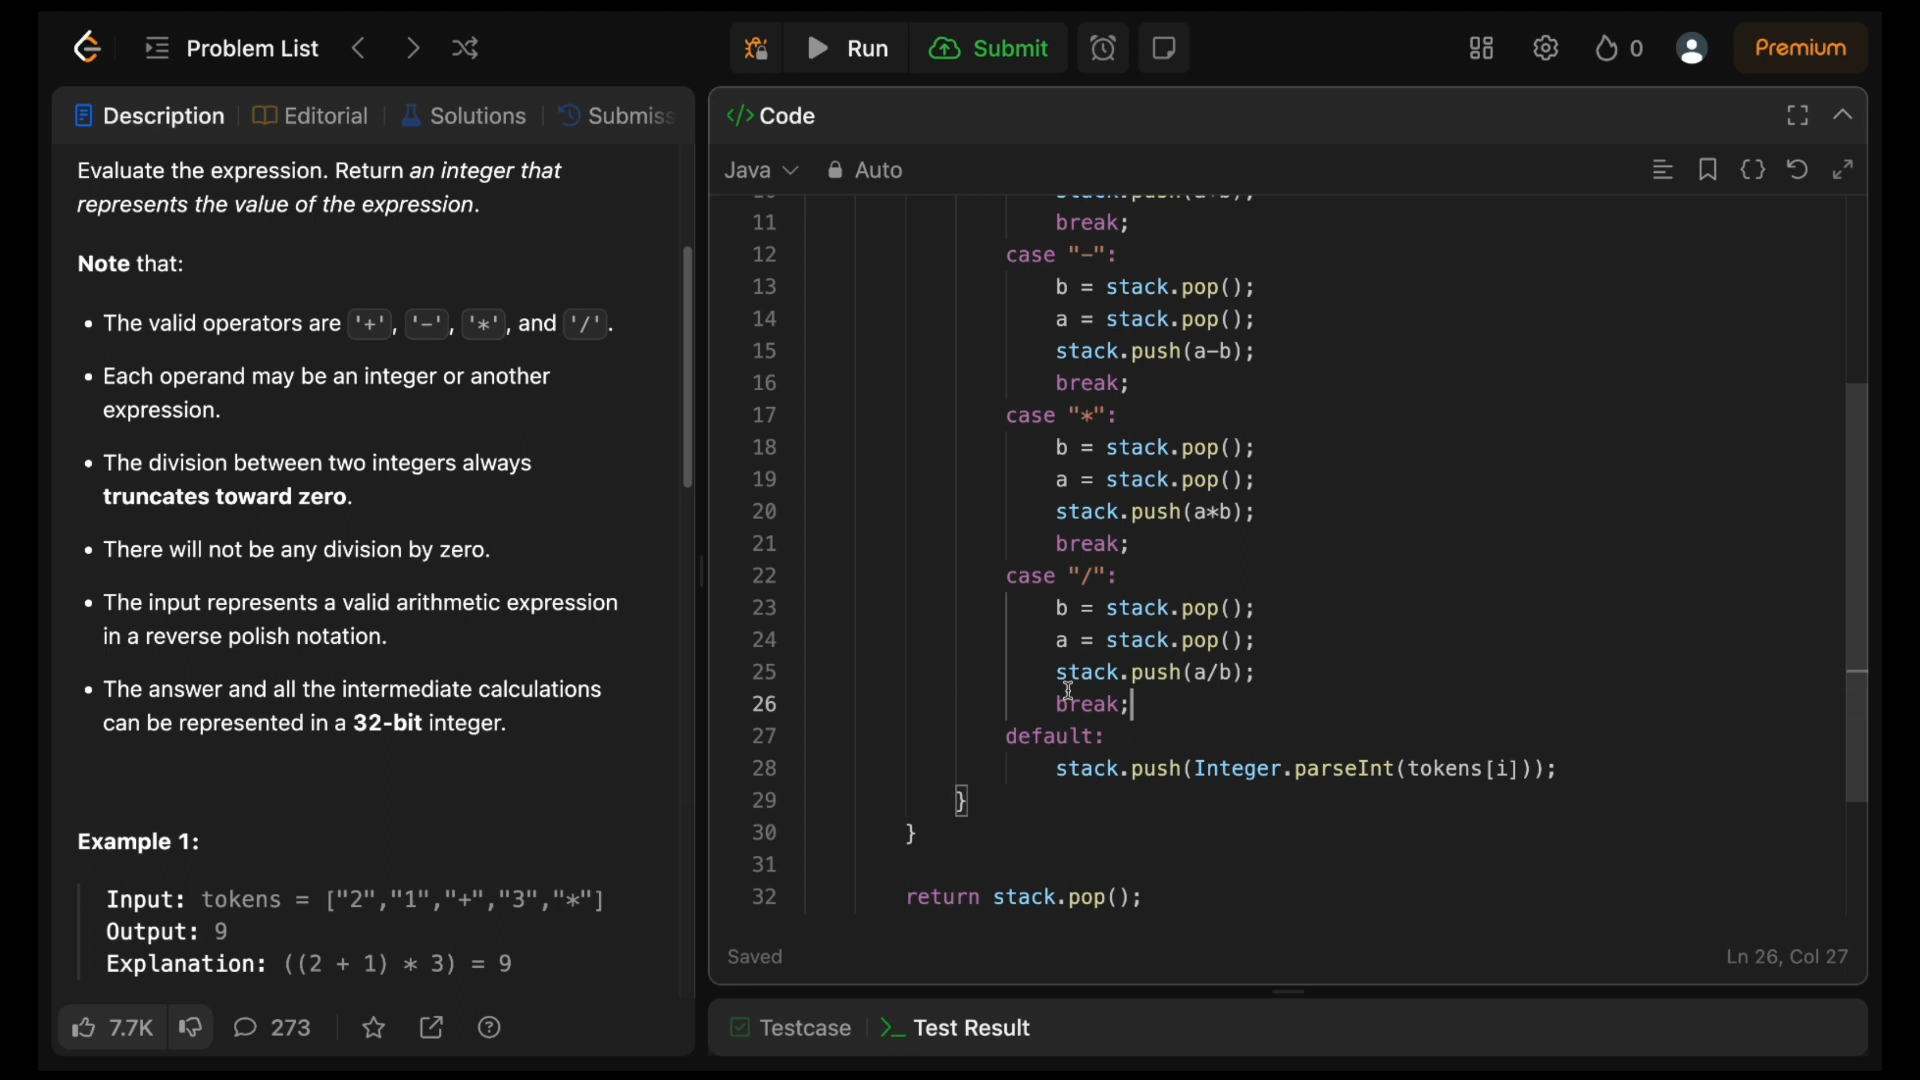 Problem List
Run
Submit
0
Premium
Description
Editorial
Solutions
Submiss
Evaluate the expression. Return an integer that
represents the value of the expression.
Note that:
• The valid operators are '+', '-', '*', and '/'.
• Each operand may be an integer or another
expression.
• The division between two integers always
truncates toward zero.
• There will not be any division by zero.
• The input represents a valid arithmetic expression
in a reverse polish notation.
• The answer and all the intermediate calculations
can be represented in a 32-bit integer.
Example 1:
Input: tokens = ["2","1","+","3","*"]
Output: 9
Explanation: ((2 + 1) * 3) = 9
7.7K
273
</> Code
Java
Auto
11 break;
12 case "-":
13 b = stack.pop();
14 a = stack.pop();
15 stack.push(a-b);
16 break;
17 case "*":
18 b = stack.pop();
19 a = stack.pop();
20 stack.push(a*b);
21 break;
22 case "/":
23 b = stack.pop();
24 a = stack.pop();
25 stack.push(a/b);
26 break;
27 default:
28 stack.push(Integer.parseInt(tokens[i]));
29 }
30 }
31
32 return stack.pop();
Saved
Ln 26, Col 27
Testcase
Test Result